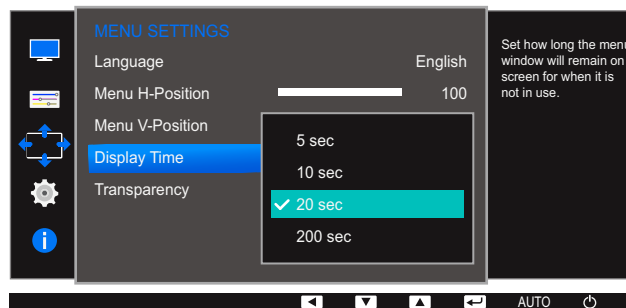 MENU SETTINGS
Language English
Menu H-Position 100
Menu V-Position
Display Time
Transparency
5 sec
10 sec
20 sec
200 sec
Set how long the menu
window will remain on
screen for when it is
not in use.
AUTO